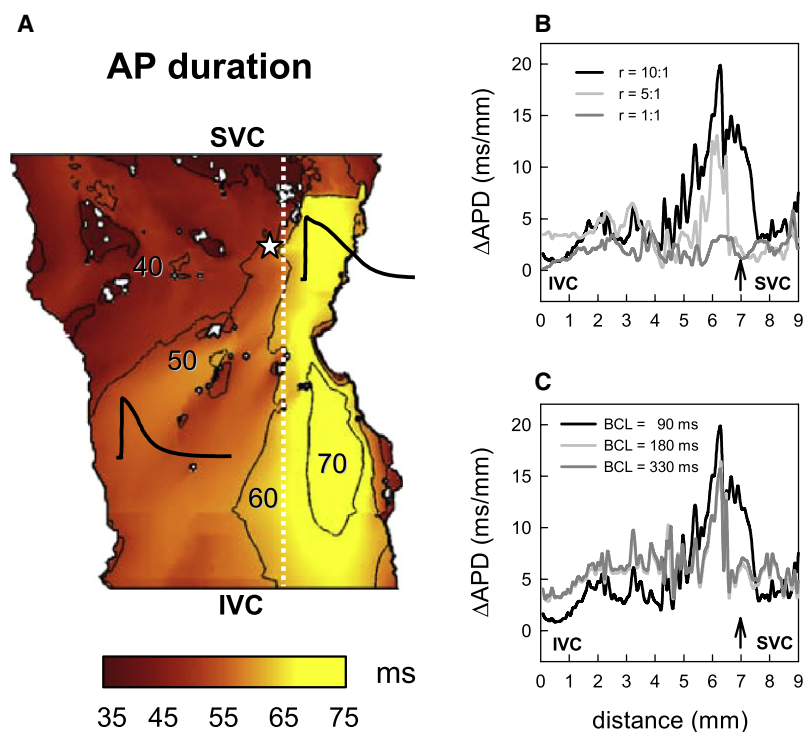 A
AP duration
SVC
40
50
60
70
IVC
ms
35 45 55 65 75
B
ΔAPD (ms/mm)
20
15
10
5
0
r = 10:1
r = 5:1
r = 1:1
IVC
SVC
0 1 2 3 4 5 6 7 8 9
C
ΔAPD (ms/mm)
20
15
10
5
0
BCL = 90 ms
BCL = 180 ms
BCL = 330 ms
IVC
SVC
0 1 2 3 4 5 6 7 8 9
distance (mm)